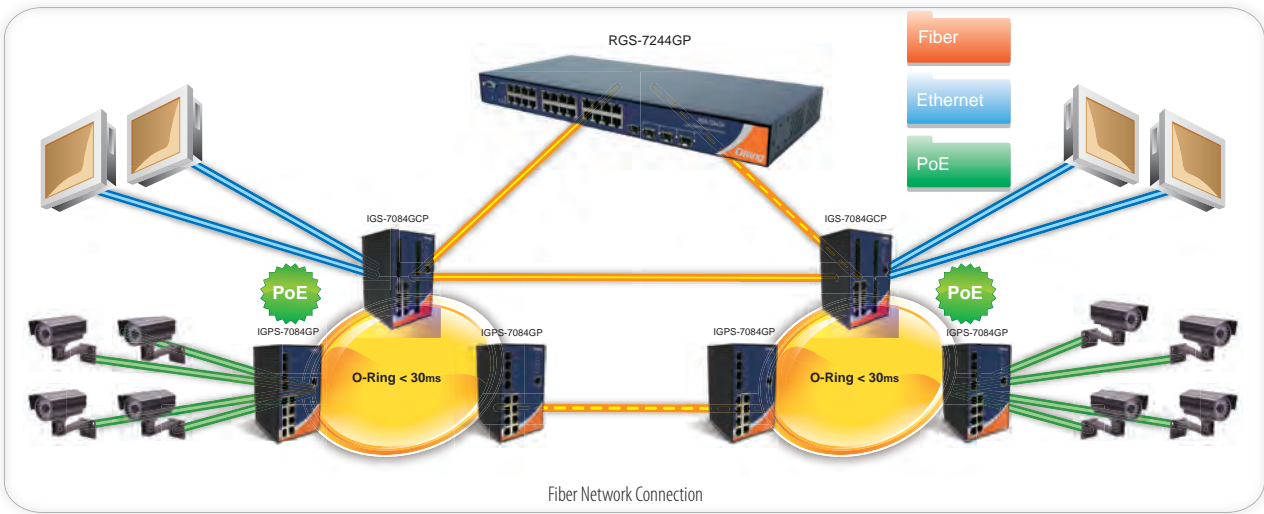 RGS-7244GP
Fiber
Ethernet
PoE
ORing
IGS-7084GCP
IGS-7084GCP
PoE
PoE
IGPS-7084GP
IGPS-7084GP
IGPS-7084GP
IGPS-7084GP
O-Ring < 30ms
O-Ring < 30ms
Fiber Network Connection